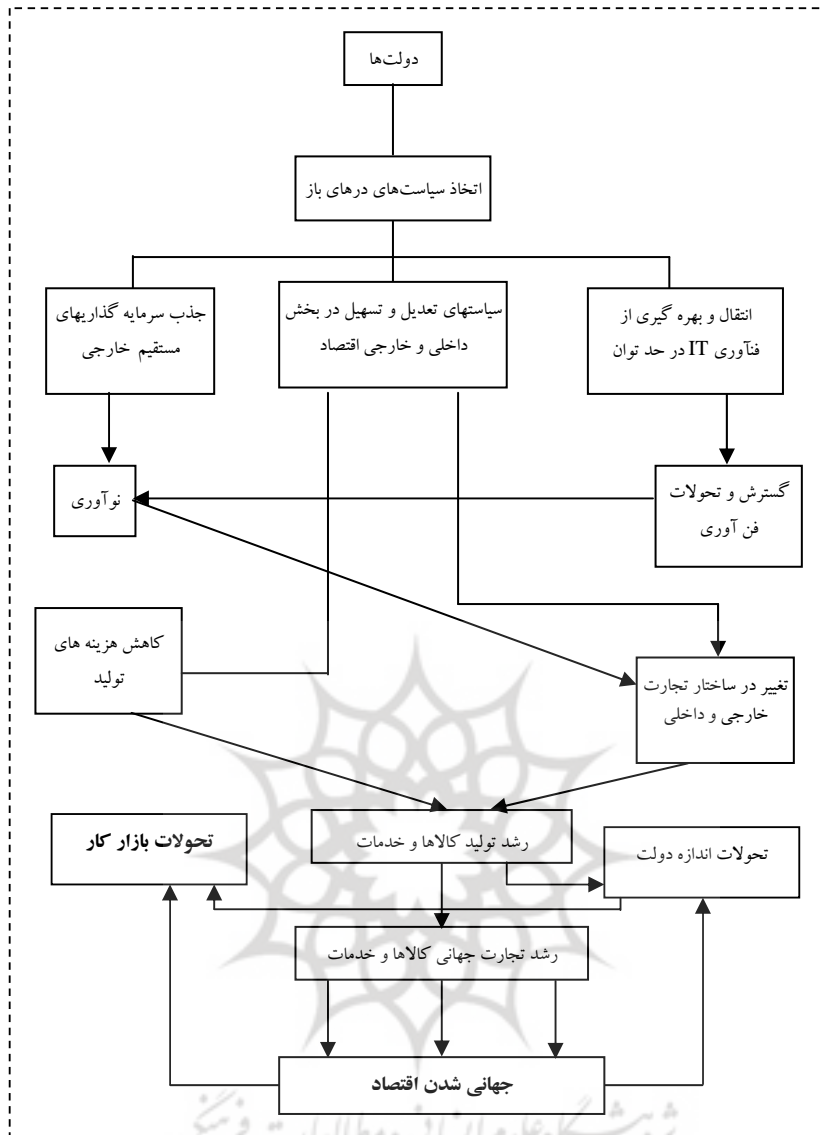 دولت‌ها
اتخاذ سیاست‌های درهای باز
انتقال و بهره گیری از
فنآوری IT در حد توان
سیاستهای تعدیل و تسهیل در بخش
داخلی و خارجی اقتصاد
جذب سرمایه گذاریهای
مستقیم خارجی
گسترش و تحولات
فن آوری
نوآوری
کاهش هزینه های
تولید
تغییر در ساختار تجارت
خارجی و داخلی
رشد تولید کالاها و خدمات
تحولات اندازه دولت
تحولات بازار کار
رشد تجارت جهانی کالاها و خدمات
جهانی شدن اقتصاد